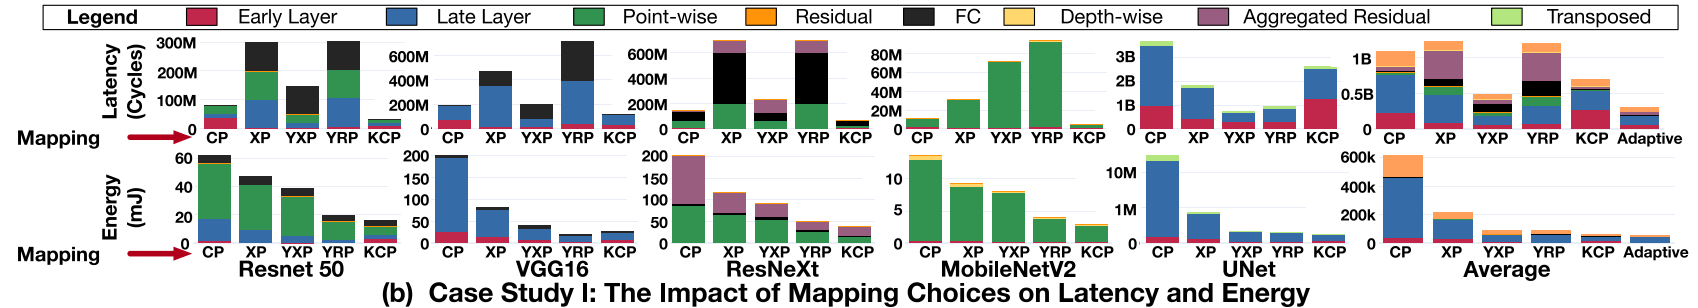 Legend Early Layer Late Layer Point-wise Residual FC Depth-wise Aggregated Residual Transposed
Latency (Cycles)
300M
200M
100M
0
600M
400M
200M
0
600M
400M
200M
0
80M
60M
40M
20M
0
3B
2B
1B
0
1B
0.5B
0
Mapping CP XP YXP YRP KCP CP XP YXP YRP KCP CP XP YXP YRP KCP CP XP YXP YRP KCP CP XP YXP YRP KCP CP XP YXP YRP KCP Adaptive
Energy (mJ)
60
40
20
0
200
150
100
50
0
200
150
100
50
0
10
5
0
10M
1M
0
600k
400k
200k
0
Mapping CP XP YXP YRP KCP CP XP YXP YRP KCP CP XP YXP YRP KCP CP XP YXP YRP KCP CP XP YXP YRP KCP CP XP YXP YRP KCP Adaptive
Resnet 50 VGG16 ResNeXt MobileNetV2 UNet Average
(b) Case Study I: The Impact of Mapping Choices on Latency and Energy